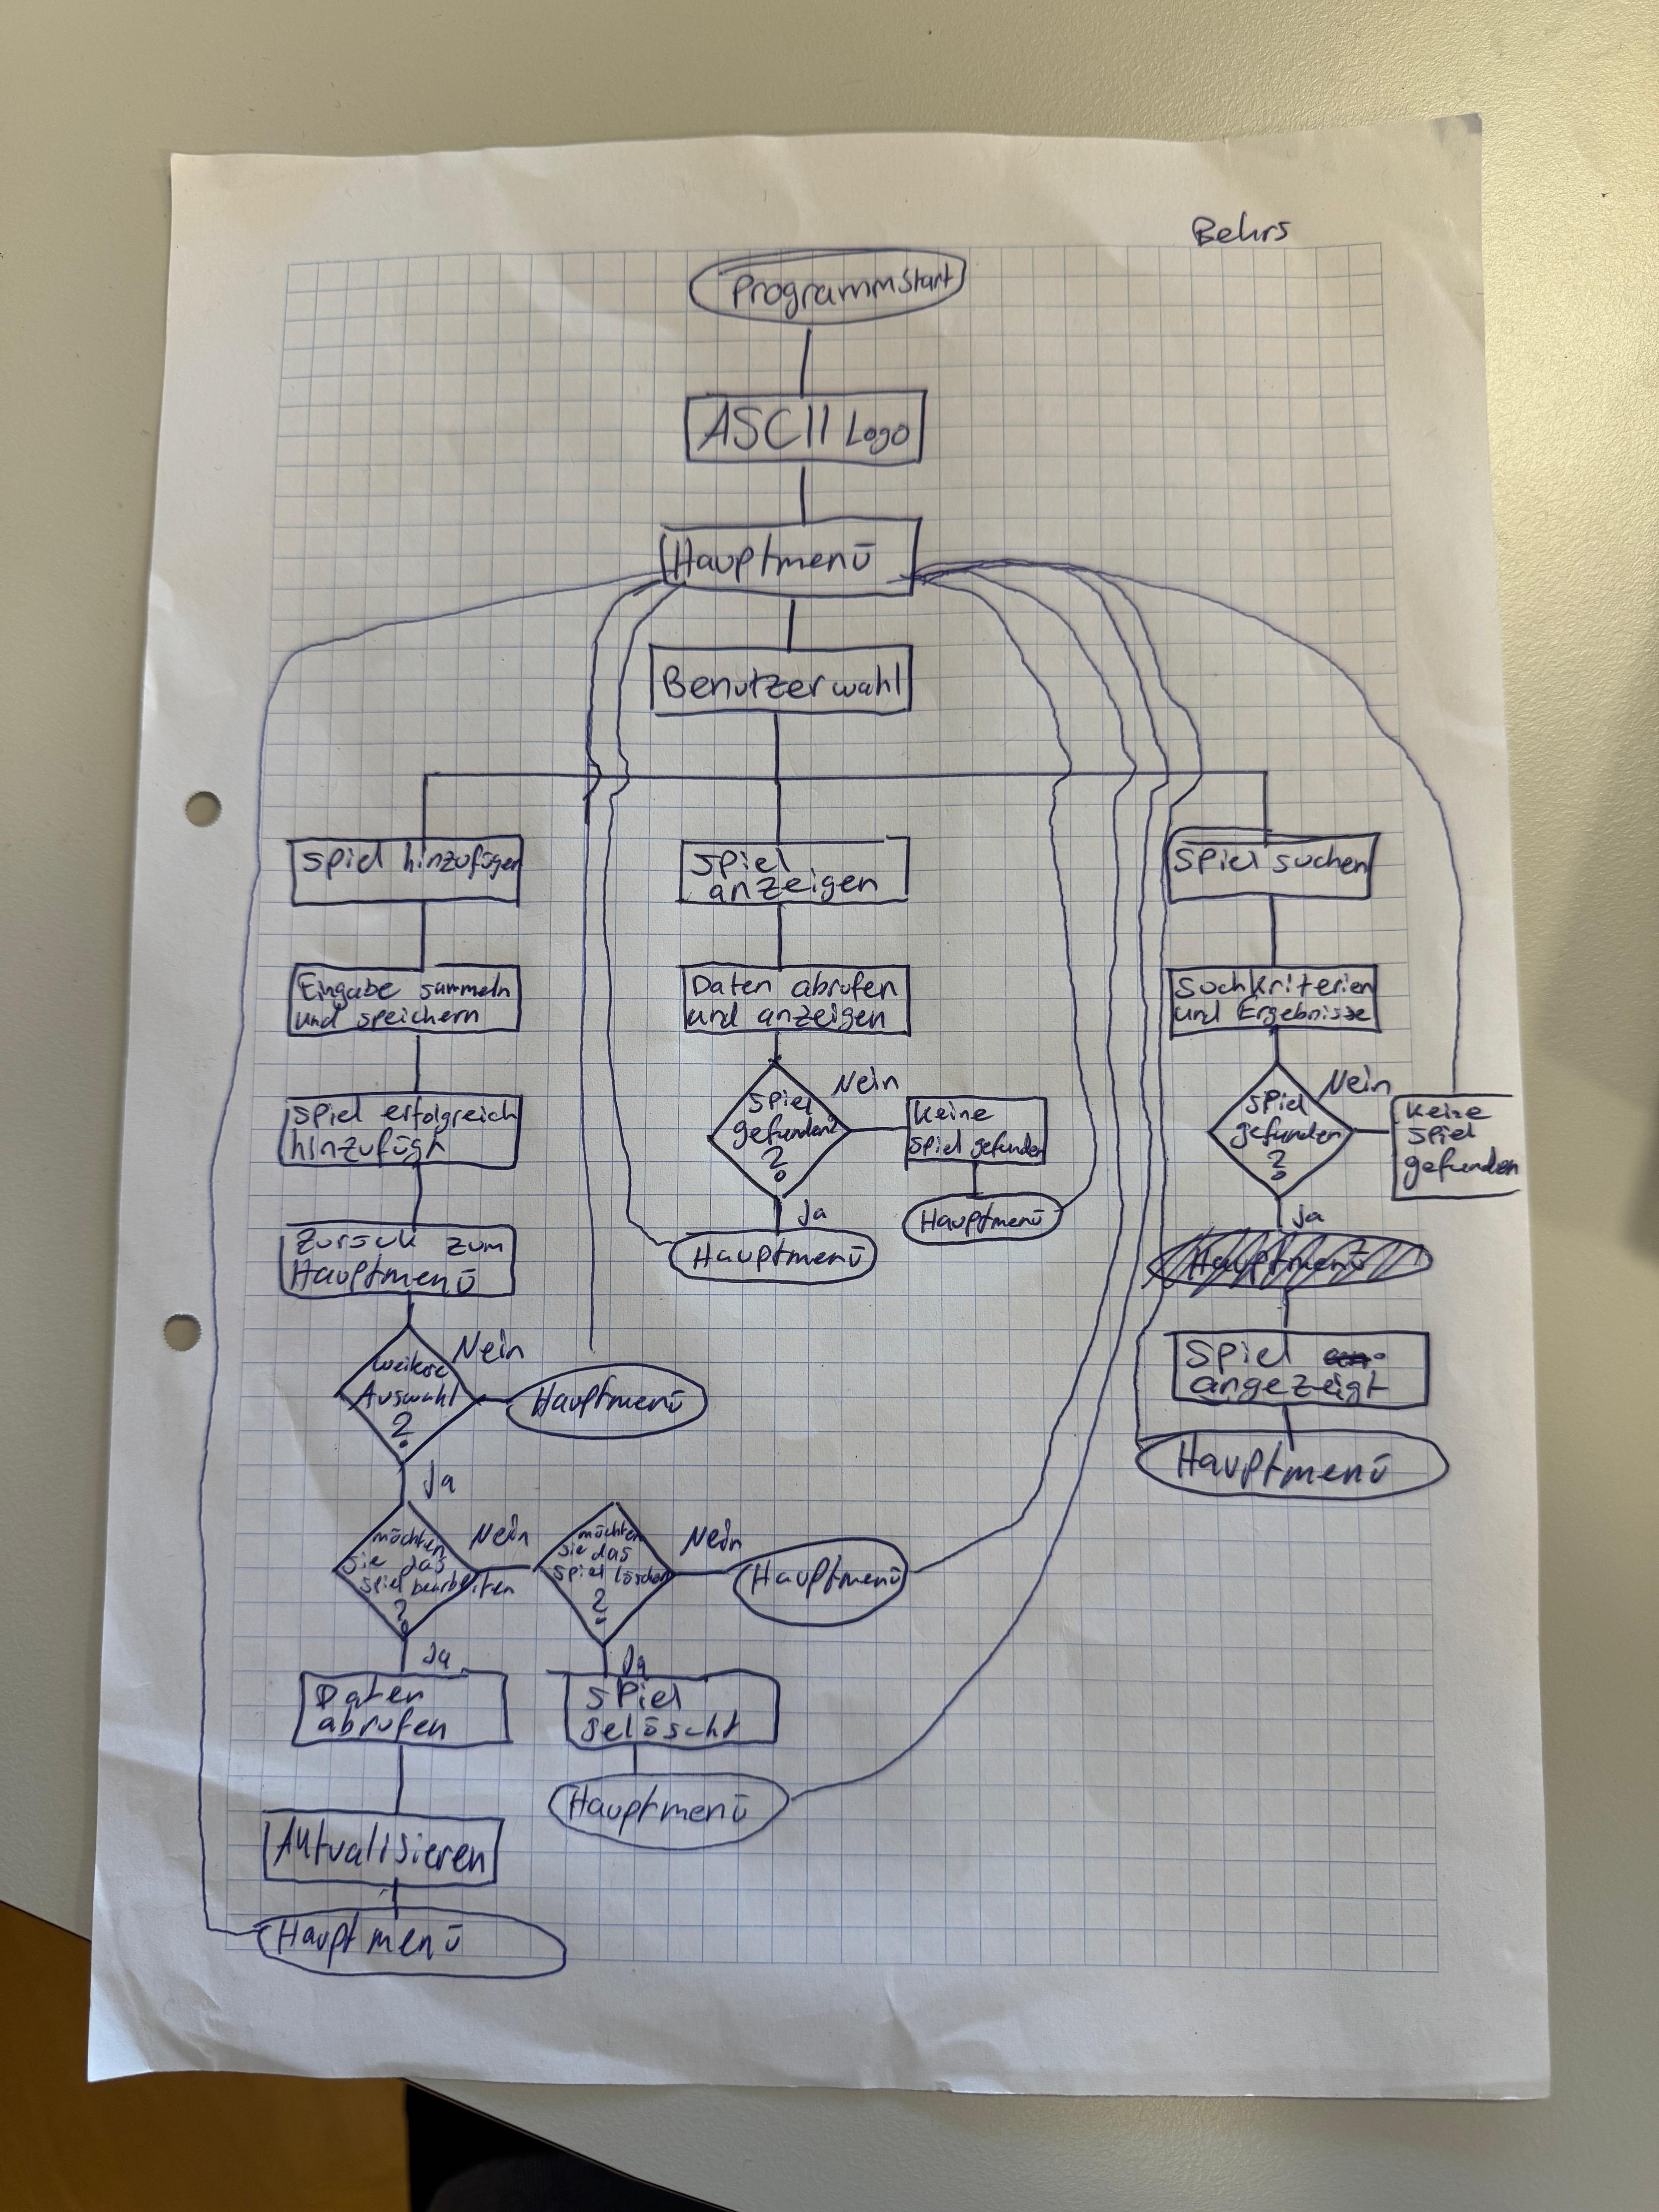 Behrs
Programmstart
ASCII Logo
Hauptmenü
Benutzerwahl
Spiel hinzufügen
Spiel
anzeigen
Spiel suchen
Eingabe sammeln
und speichern
Daten abrufen
und anzeigen
Suchkriterien
und Ergebnisse
Spiel erfolgreich
hinzufügt
Spiel
gefunden
?
Nein
Keine
Spiel gefunden
Hauptmenü
Ja
Hauptmenü
Spiel
gefunden
?
Nein
Keine
Spiel
gefunden
Ja
Hauptmenü
Spiel
angezeigt
Hauptmenü
Zurück zum
Hauptmenü
weitere
Auswahl
?
Nein
Hauptmenü
Ja
möchten
Sie das
Spiel bearbeiten
?
Nein
möchten
Sie das
Spiel löschen
?
Nein
Hauptmenü
Ja
Daten
abrufen
Ja
Spiel
gelöscht
Hauptmenü
Aktualisieren
Hauptmenü